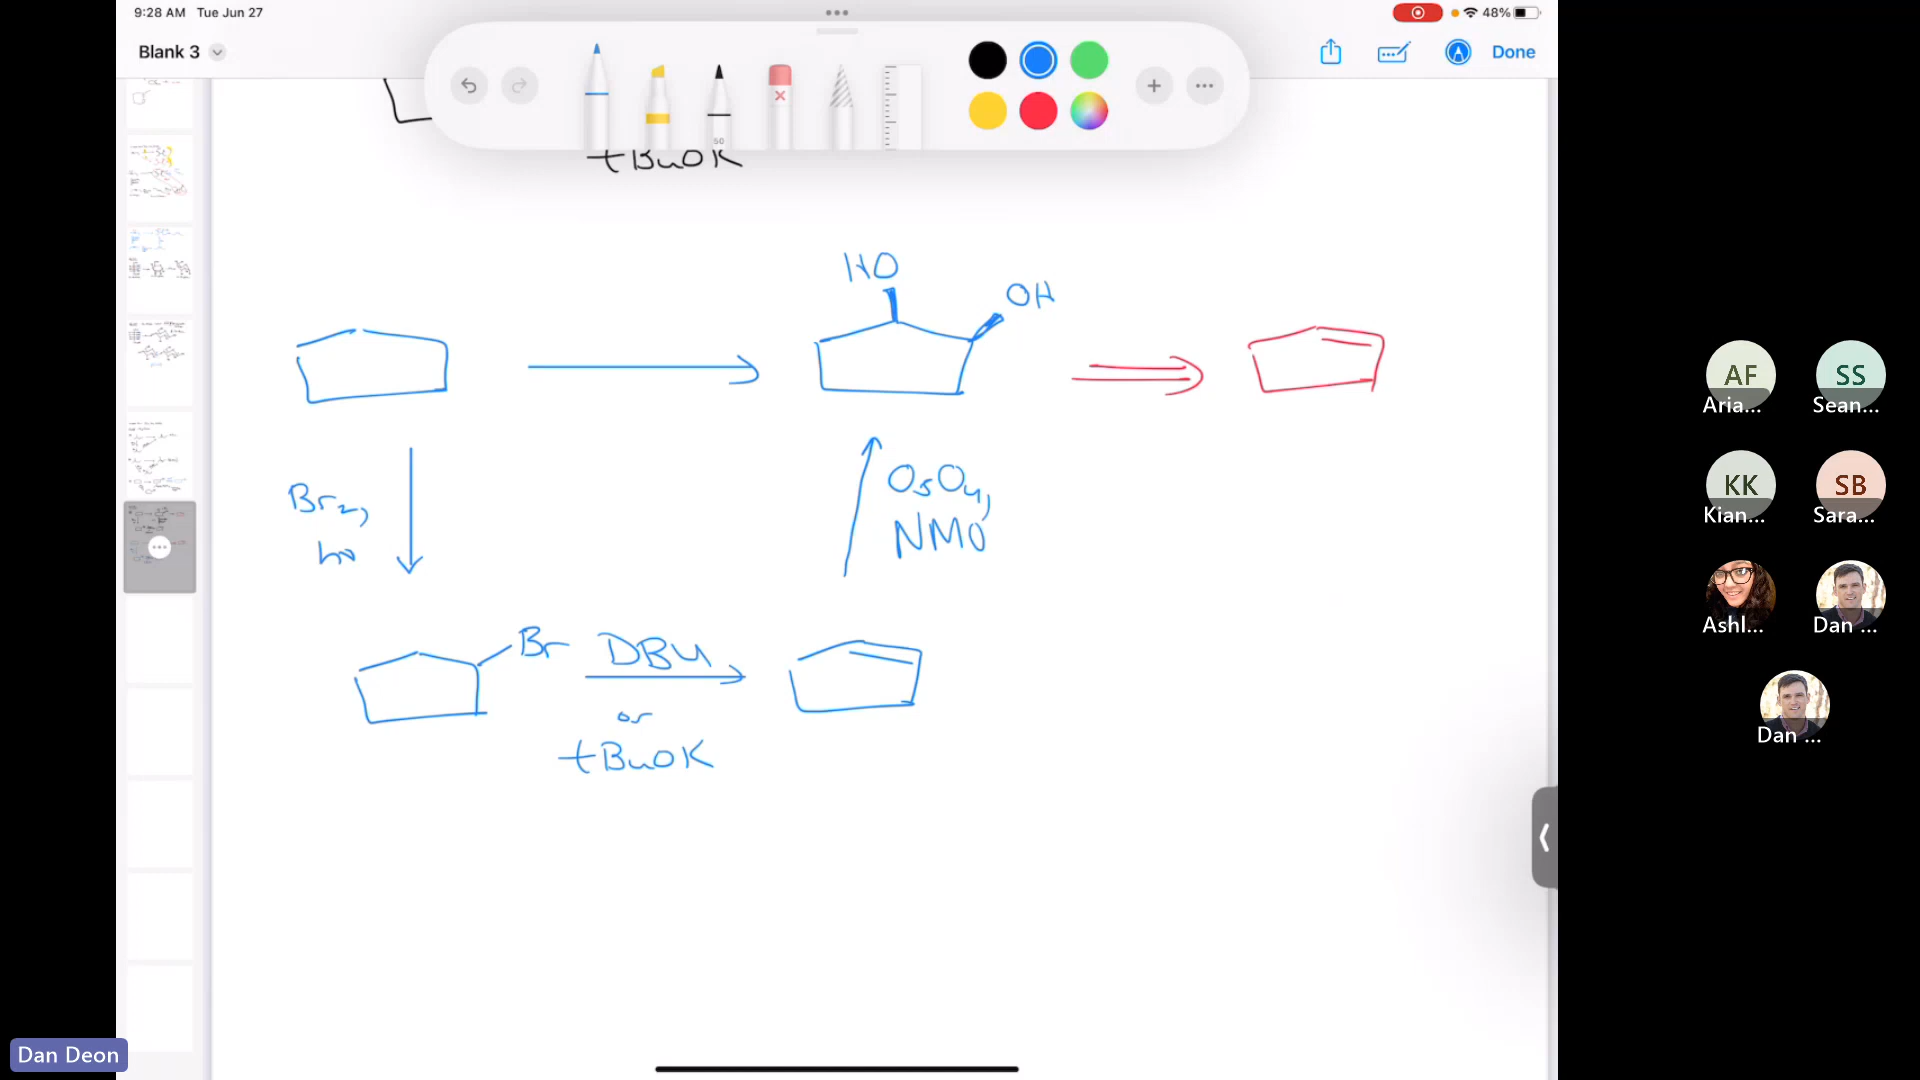 9:28 AM Tue Jun 27
48%
Blank 3
Done
50
tBuOK
HO
OH
Br2,
hν
OsO4,
NMO
Br
DBU
or
tBuOK
AF
Aria...
SS
Sean...
KK
Kian...
SB
Sara...
Ashl...
Dan ...
Dan ...
Dan Deon